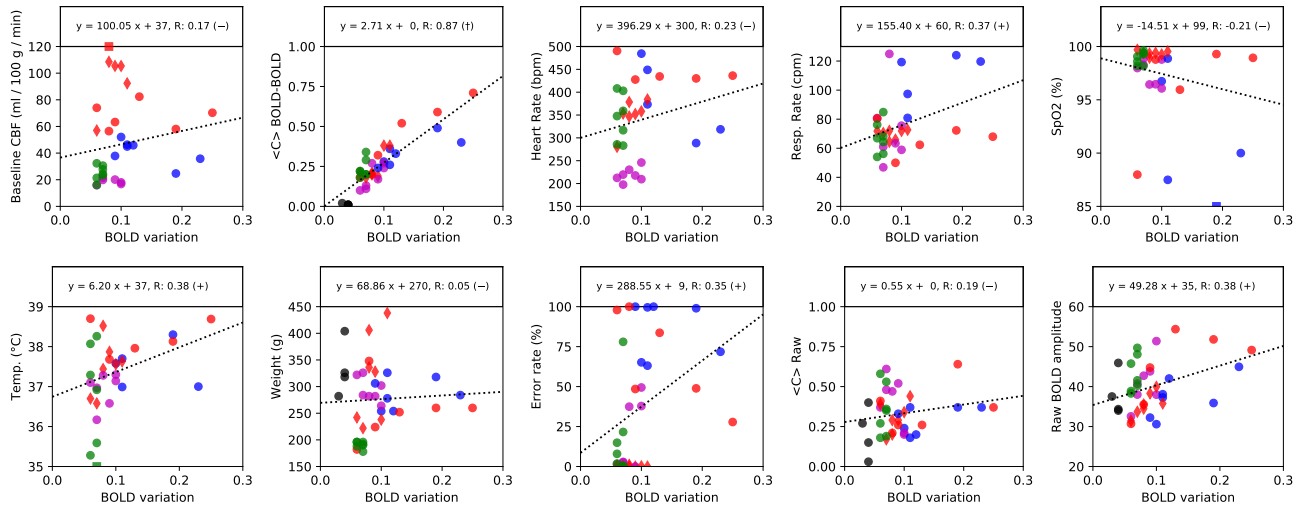 y = 100.05 x + 37, R: 0.17 (−)
120
100
80
60
40
20
0
0.0 0.1 0.2 0.3
Baseline CBF (ml / 100 g / min)
BOLD variation
y = 2.71 x + 0, R: 0.87 (†)
1.00
0.75
0.50
0.25
0.00
0.0 0.1 0.2 0.3
<C> BOLD-BOLD
BOLD variation
y = 396.29 x + 300, R: 0.23 (−)
500
450
400
350
300
250
200
150
0.0 0.1 0.2 0.3
Heart Rate (bpm)
BOLD variation
y = 155.40 x + 60, R: 0.37 (+)
140
120
100
80
60
40
20
0.0 0.1 0.2 0.3
Resp. Rate (cpm)
BOLD variation
y = -14.51 x + 99, R: -0.21 (−)
100
95
90
85
0.0 0.1 0.2 0.3
SpO2 (%)
BOLD variation
y = 6.20 x + 37, R: 0.38 (+)
39
38
37
36
35
0.0 0.1 0.2 0.3
Temp. (°C)
BOLD variation
y = 68.86 x + 270, R: 0.05 (−)
450
400
350
300
250
200
150
0.0 0.1 0.2 0.3
Weight (g)
BOLD variation
y = 288.55 x + 9, R: 0.35 (+)
100
75
50
25
0
0.0 0.1 0.2 0.3
Error rate (%)
BOLD variation
y = 0.55 x + 0, R: 0.19 (−)
1.00
0.75
0.50
0.25
0.00
0.0 0.1 0.2 0.3
<C> Raw
BOLD variation
y = 49.28 x + 35, R: 0.38 (+)
60
50
40
30
20
0.0 0.1 0.2 0.3
Raw BOLD amplitude
BOLD variation